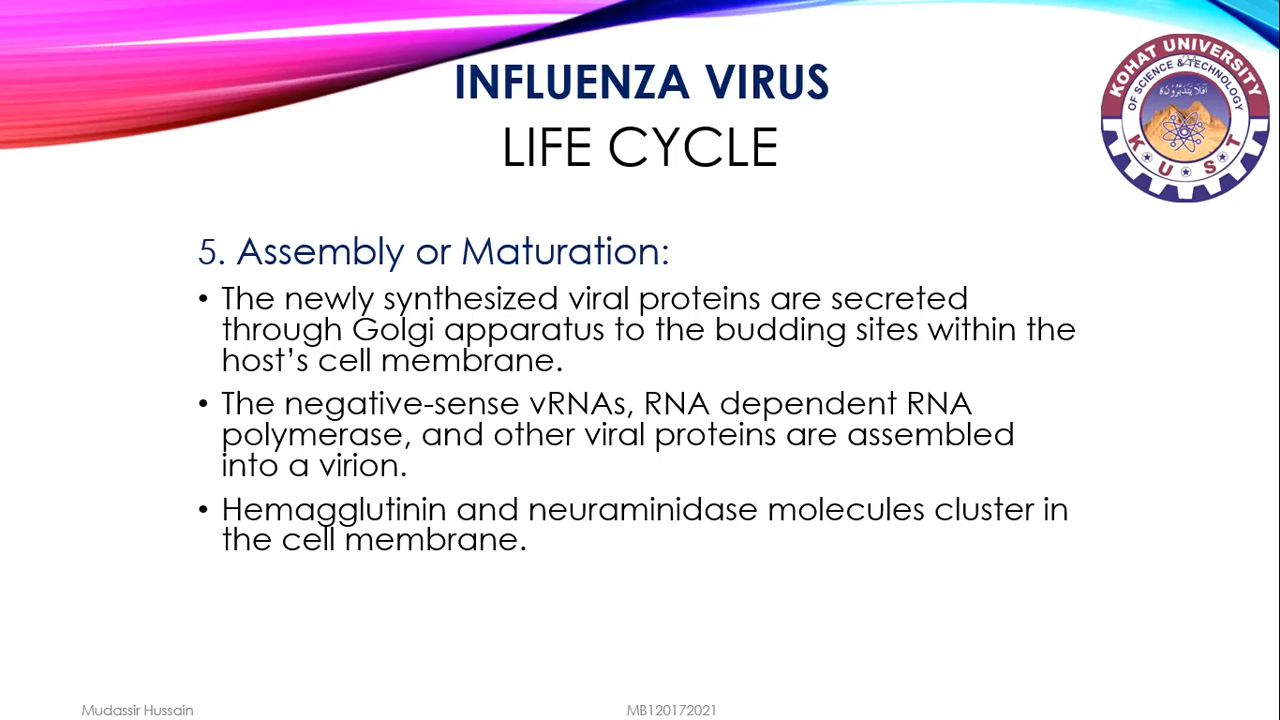 INFLUENZA VIRUS
LIFE CYCLE
KOHAT UNIVERSITY
OF SCIENCE & TECHNOLOGY
K U S T
5. Assembly or Maturation:
• The newly synthesized viral proteins are secreted
through Golgi apparatus to the budding sites within the
host’s cell membrane.
• The negative-sense vRNAs, RNA dependent RNA
polymerase, and other viral proteins are assembled
into a virion.
• Hemagglutinin and neuraminidase molecules cluster in
the cell membrane.
Mudassir Hussain
MB120172021